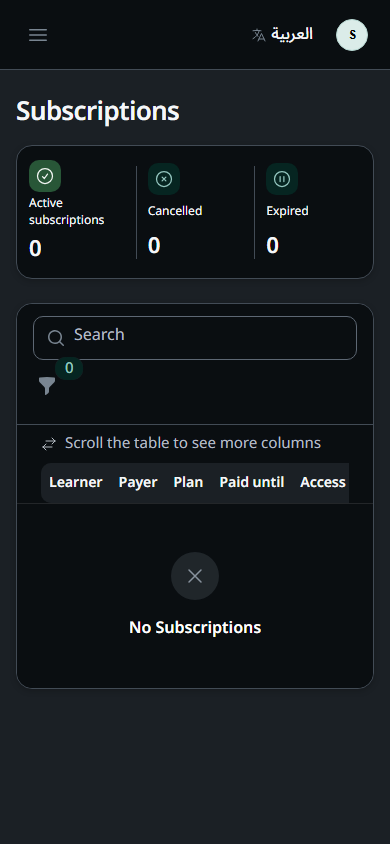 العربية
S
Subscriptions
Active
subscriptions
0
Cancelled
0
Expired
0
Search
0
Scroll the table to see more columns
Learner Payer Plan Paid until Access
No Subscriptions